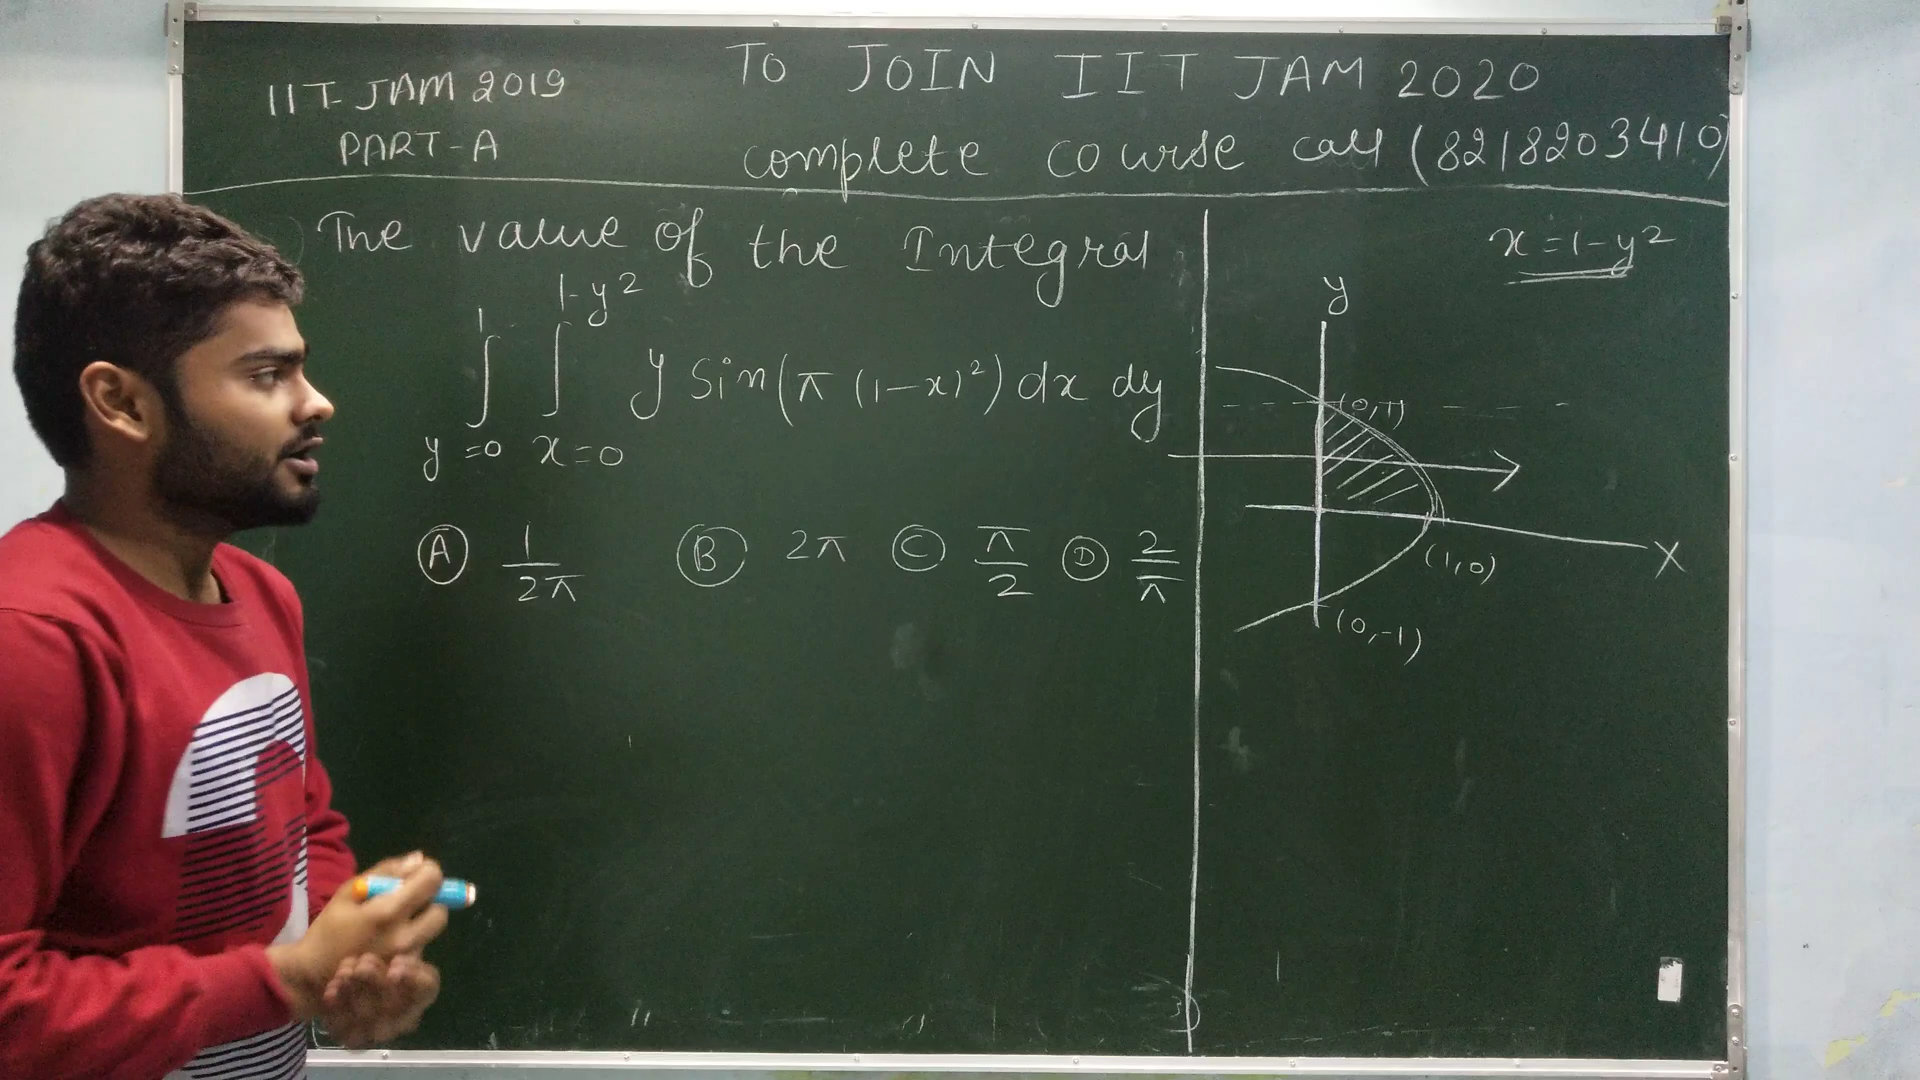 IIT-JAM 2019
PART-A
TO JOIN IIT JAM 2020
complete course call (8218203410)
The value of the Integral
∫_{y=0}^{1} ∫_{x=0}^{1-y²} y sin(π (1-x)²) dx dy
Ⓐ 1/2π Ⓑ 2π Ⓒ π/2 Ⓓ 2/π
x = 1-y²
y
(0,1)
(1,0)
X
(0,-1)